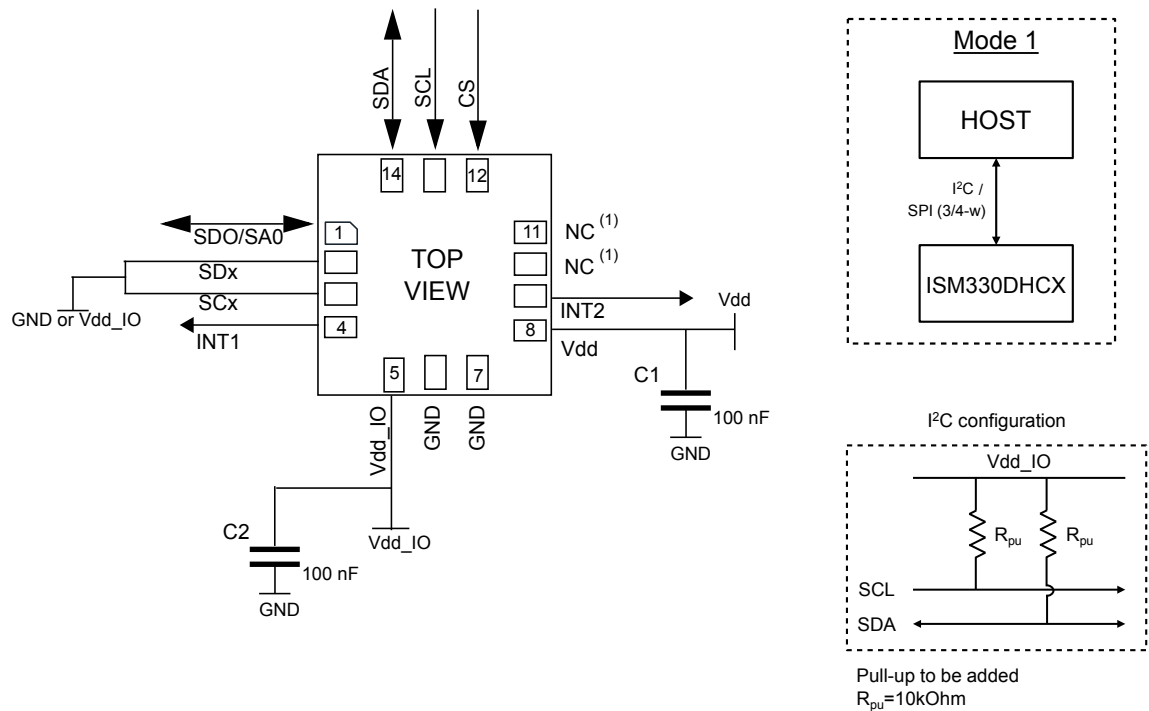 SDA
SCL
CS
14
12
SDO/SA0
1
SDx
SCx
GND or Vdd_IO
INT1
4
TOP
VIEW
11
NC (1)
NC (1)
INT2
8
Vdd
Vdd
5
7
Vdd_IO
GND
GND
C1
100 nF
GND
C2
100 nF
GND
Vdd_IO
Mode 1
HOST
I²C /
SPI (3/4-w)
ISM330DHCX
I²C configuration
Vdd_IO
Rpu
Rpu
SCL
SDA
Pull-up to be added
Rpu=10kOhm